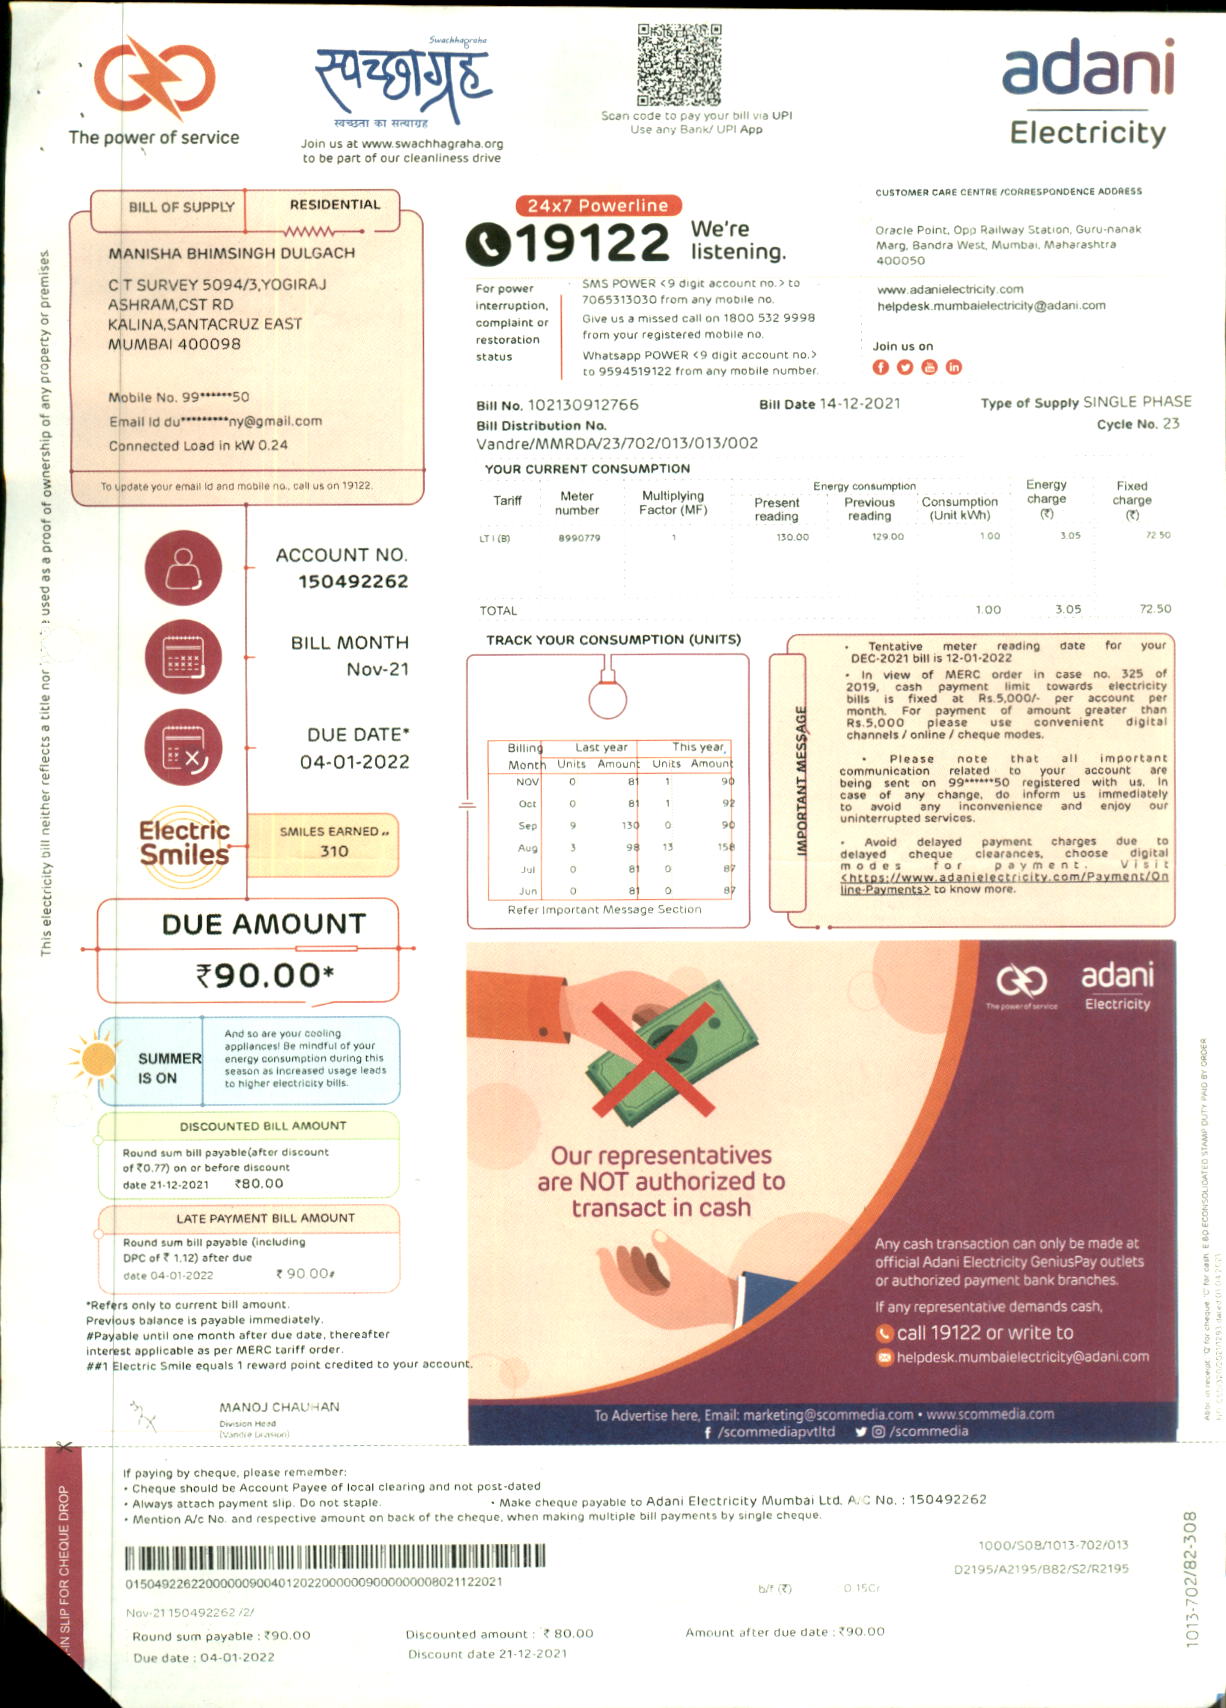 The power of service
Swachhagraha
स्वच्छाग्रह
स्वच्छता का सत्याग्रह
Join us at www.swachhagraha.org
to be part of our cleanliness drive
Scan code to pay your bill via UPI
Use any Bank/ UPI App
adani
Electricity
BILL OF SUPPLY
RESIDENTIAL
MANISHA BHIMSINGH DULGACH
C T SURVEY 5094/3,YOGIRAJ
ASHRAM,CST RD
KALINA,SANTACRUZ EAST
MUMBAI 400098
Mobile No. 99******50
Email Id du*********ny@gmail.com
Connected Load in kW 0.24
To update your email Id and mobile no., call us on 19122.
24x7 Powerline
19122 We're
listening.
For power
interruption,
complaint or
restoration
status
SMS POWER <9 digit account no.> to
7065313030 from any mobile no.
Give us a missed call on 1800 532 9998
from your registered mobile no.
Whatsapp POWER <9 digit account no.>
to 9594519122 from any mobile number.
CUSTOMER CARE CENTRE /CORRESPONDENCE ADDRESS
Oracle Point, Opp Railway Station, Guru-nanak
Marg, Bandra West, Mumbai, Maharashtra
400050
www.adanielectricity.com
helpdesk.mumbaielectricity@adani.com
Join us on
Bill No. 102130912766 Bill Date 14-12-2021 Type of Supply SINGLE PHASE
Bill Distribution No. Cycle No. 23
Vandre/MMRDA/23/702/013/013/002
YOUR CURRENT CONSUMPTION
Tariff Meter number Multiplying Factor (MF) Energy consumption Present reading Previous reading Consumption (Unit kWh) Energy charge (₹) Fixed charge (₹)
LT I (B) 8990779 1 130.00 129.00 1.00 3.05 72.50
TOTAL 1.00 3.05 72.50
ACCOUNT NO.
150492262
BILL MONTH
Nov-21
DUE DATE*
04-01-2022
Electric
Smiles
SMILES EARNED
310
DUE AMOUNT
₹90.00*
TRACK YOUR CONSUMPTION (UNITS)
Billing Last year This year
Month Units Amount Units Amount
NOV 0 81 1 90
Oct 0 81 1 92
Sep 9 130 0 90
Aug 3 98 13 158
Jul 0 81 0 87
Jun 0 81 0 87
Refer Important Message Section
IMPORTANT MESSAGE
• Tentative meter reading date for your
DEC-2021 bill is 12-01-2022
• In view of MERC order in case no. 325 of
2019, cash payment limit towards electricity
bills is fixed at Rs.5,000/- per account per
month. For payment of amount greater than
Rs.5,000 please use convenient digital
channels / online / cheque modes.
• Please note that all important
communication related to your account are
being sent on 99******50 registered with us. In
case of any change, do inform us immediately
to avoid any inconvenience and enjoy our
uninterrupted services.
• Avoid delayed payment charges due to
delayed cheque clearances, choose digital
modes for payment. Visit
<https://www.adanielectricity.com/Payment/On
line-Payments> to know more.
SUMMER
IS ON
And so are your cooling
appliances! Be mindful of your
energy consumption during this
season as increased usage leads
to higher electricity bills.
DISCOUNTED BILL AMOUNT
Round sum bill payable(after discount
of ₹0.77) on or before discount
date 21-12-2021 ₹80.00
LATE PAYMENT BILL AMOUNT
Round sum bill payable (including
DPC of ₹ 1.12) after due
date 04-01-2022 ₹ 90.00#
*Refers only to current bill amount.
Previous balance is payable immediately.
#Payable until one month after due date, thereafter
interest applicable as per MERC tariff order.
##1 Electric Smile equals 1 reward point credited to your account.
MANOJ CHAUHAN
Division Head
(Vandre Division)
The power of service
adani
Electricity
Our representatives
are NOT authorized to
transact in cash
Any cash transaction can only be made at
official Adani Electricity GeniusPay outlets
or authorized payment bank branches.
If any representative demands cash,
call 19122 or write to
helpdesk.mumbaielectricity@adani.com
To Advertise here, Email: marketing@scommedia.com • www.scommedia.com
/scommediapvtltd /scommedia
This electricity bill neither reflects a title nor used as a proof of ownership of any property or premises.
IN SLIP FOR CHEQUE DROP
If paying by cheque, please remember:
• Cheque should be Account Payee of local clearing and not post-dated
• Always attach payment slip. Do not staple. • Make cheque payable to Adani Electricity Mumbai Ltd. A/C No. : 150492262
• Mention A/c No. and respective amount on back of the cheque, when making multiple bill payments by single cheque.
1000/S08/1013-702/013
D2195/A2195/B82/S2/R2195
b/f (₹) 0.15Cr
Nov-21 150492262 /2/
Round sum payable : ₹90.00 Discounted amount : ₹ 80.00 Amount after due date : ₹90.00
Due date : 04-01-2022 Discount date 21-12-2021
1013-702/82-308